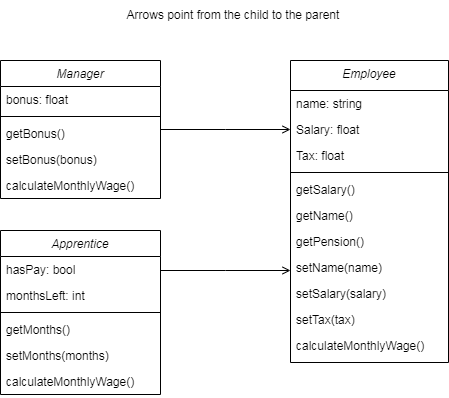 Arrows point from the child to the parent
Manager
bonus: float
getBonus()
setBonus(bonus)
calculateMonthlyWage()
Employee
name: string
Salary: float
Tax: float
getSalary()
getName()
getPension()
setName(name)
setSalary(salary)
setTax(tax)
calculateMonthlyWage()
Apprentice
hasPay: bool
monthsLeft: int
getMonths()
setMonths(months)
calculateMonthlyWage()